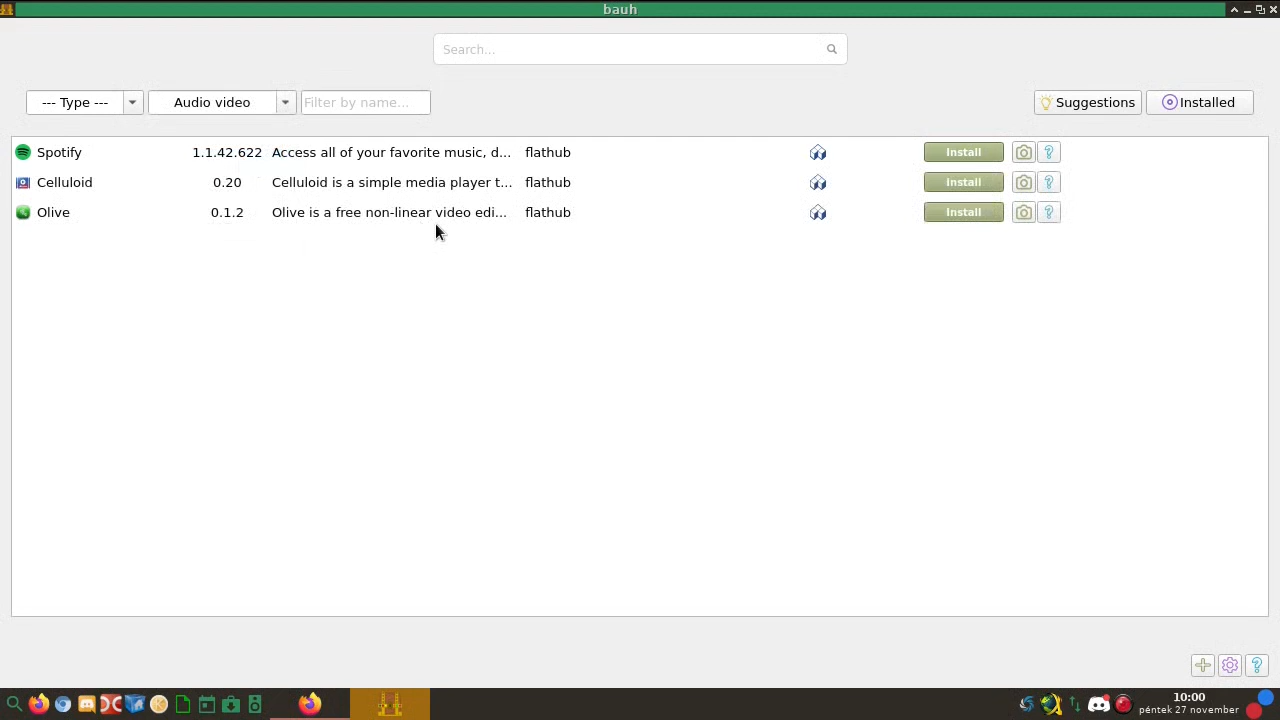 bauh
Search...
--- Type --- Audio video Filter by name... Suggestions Installed
Spotify 1.1.42.622 Access all of your favorite music, d... flathub Install
Celluloid 0.20 Celluloid is a simple media player t... flathub Install
Olive 0.1.2 Olive is a free non-linear video edi... flathub Install
10:00
péntek 27 november